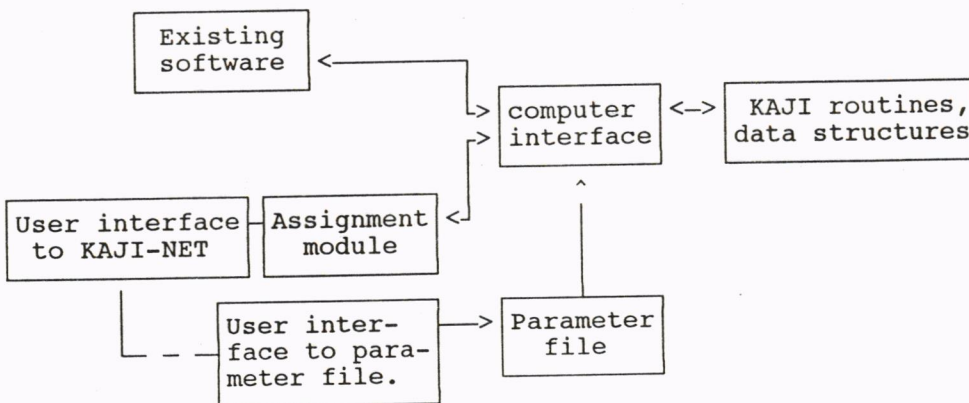 Existing
software
computer
interface
KAJI routines,
data structures
User interface
to KAJI-NET
Assignment
module
User inter-
face to para-
meter file.
Parameter
file